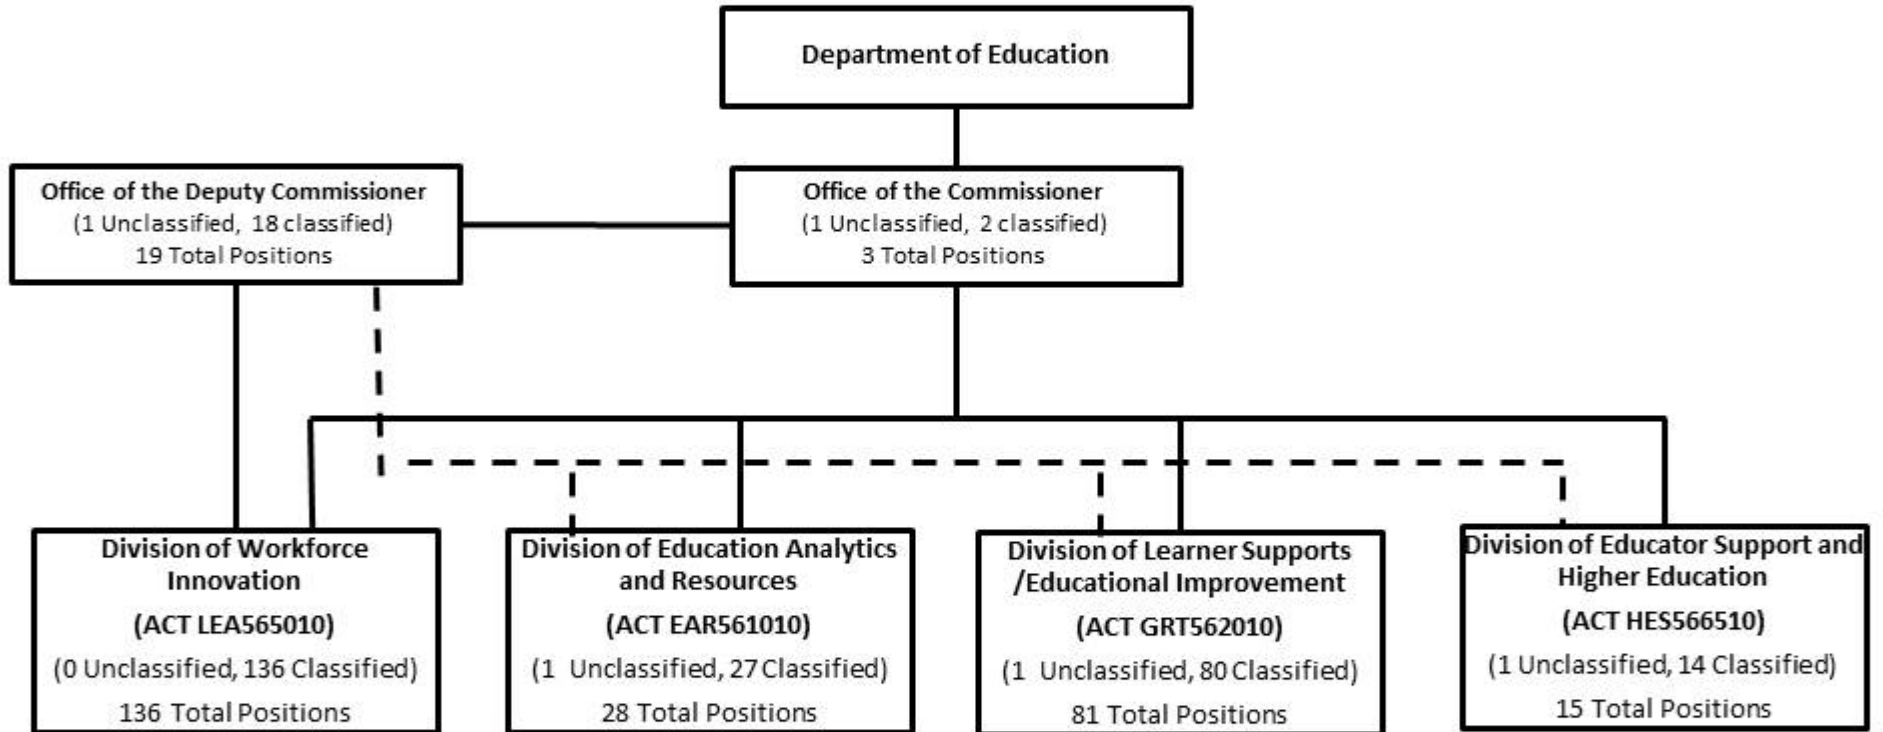 Department of Education
Office of the Deputy Commissioner
(1 Unclassified, 18 classified)
19 Total Positions
Office of the Commissioner
(1 Unclassified, 2 classified)
3 Total Positions
Division of Workforce
Innovation
(ACT LEA565010)
(0 Unclassified, 136 Classified)
136 Total Positions
Division of Education Analytics
and Resources
(ACT EAR561010)
(1 Unclassified, 27 Classified)
28 Total Positions
Division of Learner Supports
/Educational Improvement
(ACT GRT562010)
(1 Unclassified, 80 Classified)
81 Total Positions
Division of Educator Support and
Higher Education
(ACT HES566510)
(1 Unclassified, 14 Classified)
15 Total Positions